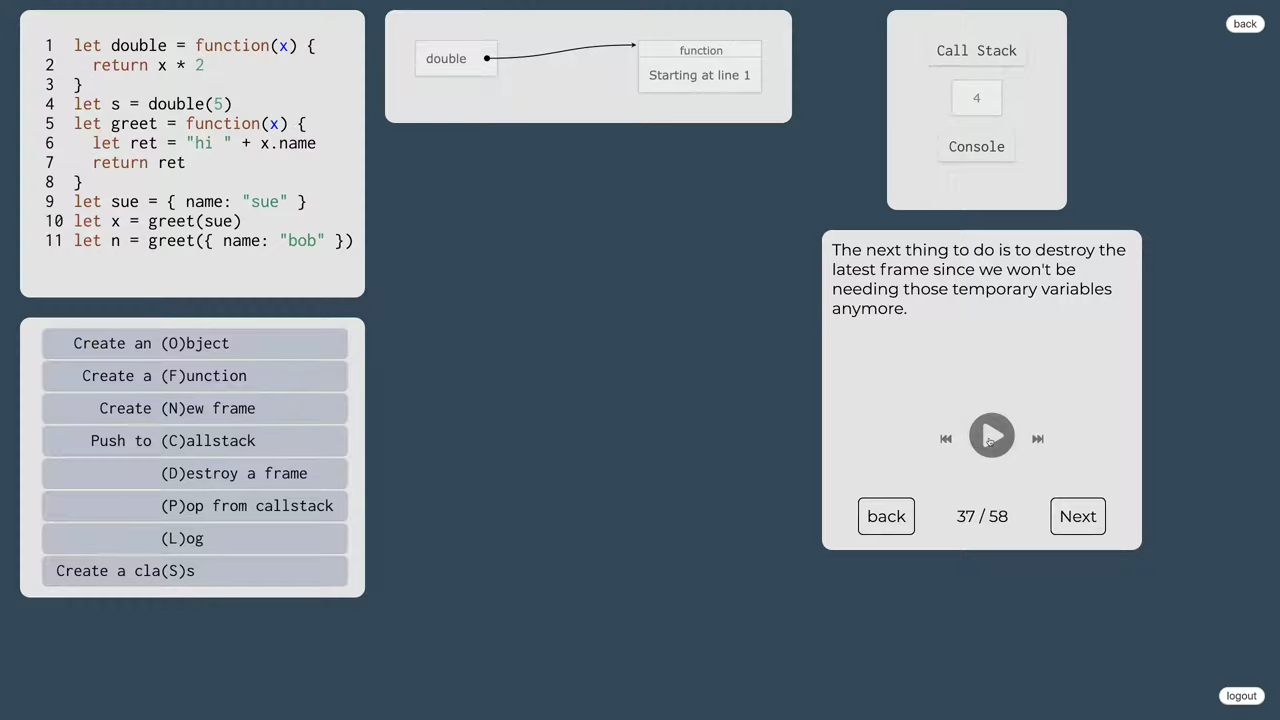 1 let double = function(x) {
2 return x * 2
3 }
4 let s = double(5)
5 let greet = function(x) {
6 let ret = "hi " + x.name
7 return ret
8 }
9 let sue = { name: "sue" }
10 let x = greet(sue)
11 let n = greet({ name: "bob" })
Create an (O)bject
Create a (F)unction
Create (N)ew frame
Push to (C)allstack
(D)estroy a frame
(P)op from callstack
(L)og
Create a cla(S)s
double
function
Starting at line 1
Call Stack
4
Console
The next thing to do is to destroy the
latest frame since we won't be
needing those temporary variables
anymore.
back
37 / 58
Next
back
logout